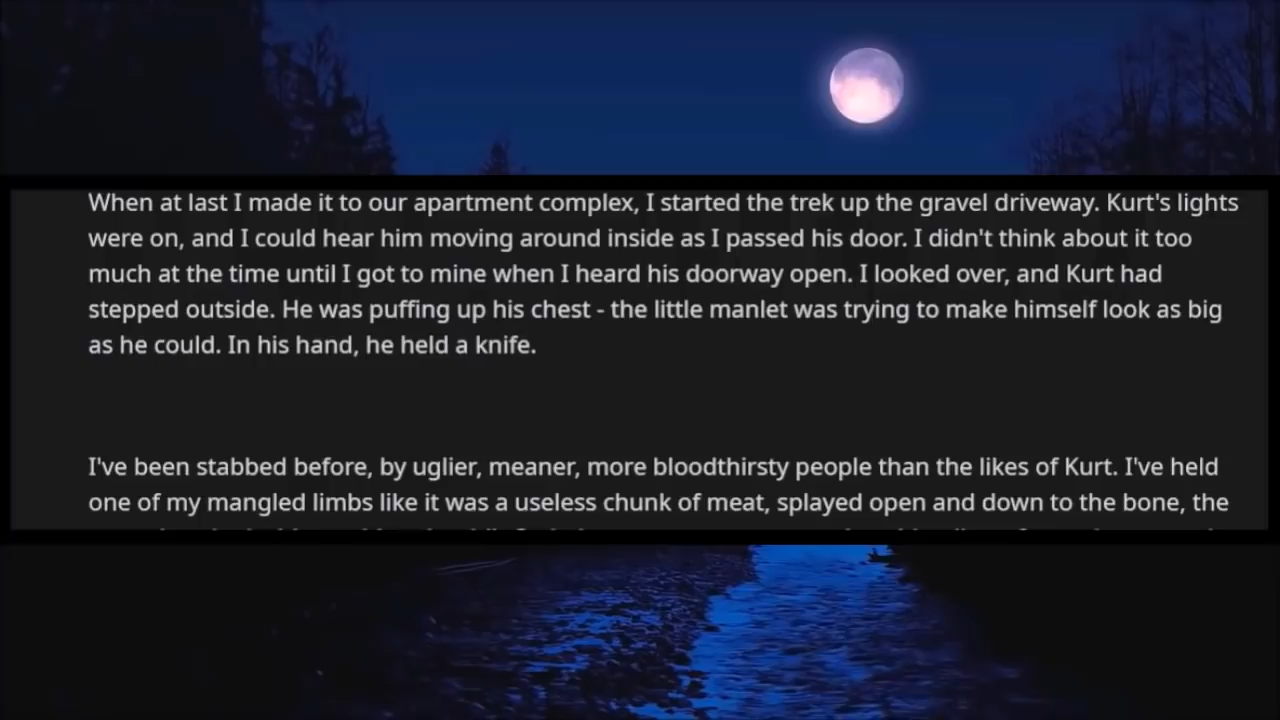 When at last I made it to our apartment complex, I started the trek up the gravel driveway. Kurt's lights
were on, and I could hear him moving around inside as I passed his door. I didn't think about it too
much at the time until I got to mine when I heard his doorway open. I looked over, and Kurt had
stepped outside. He was puffing up his chest - the little manlet was trying to make himself look as big
as he could. In his hand, he held a knife.
I've been stabbed before, by uglier, meaner, more bloodthirsty people than the likes of Kurt. I've held
one of my mangled limbs like it was a useless chunk of meat, splayed open and down to the bone, the